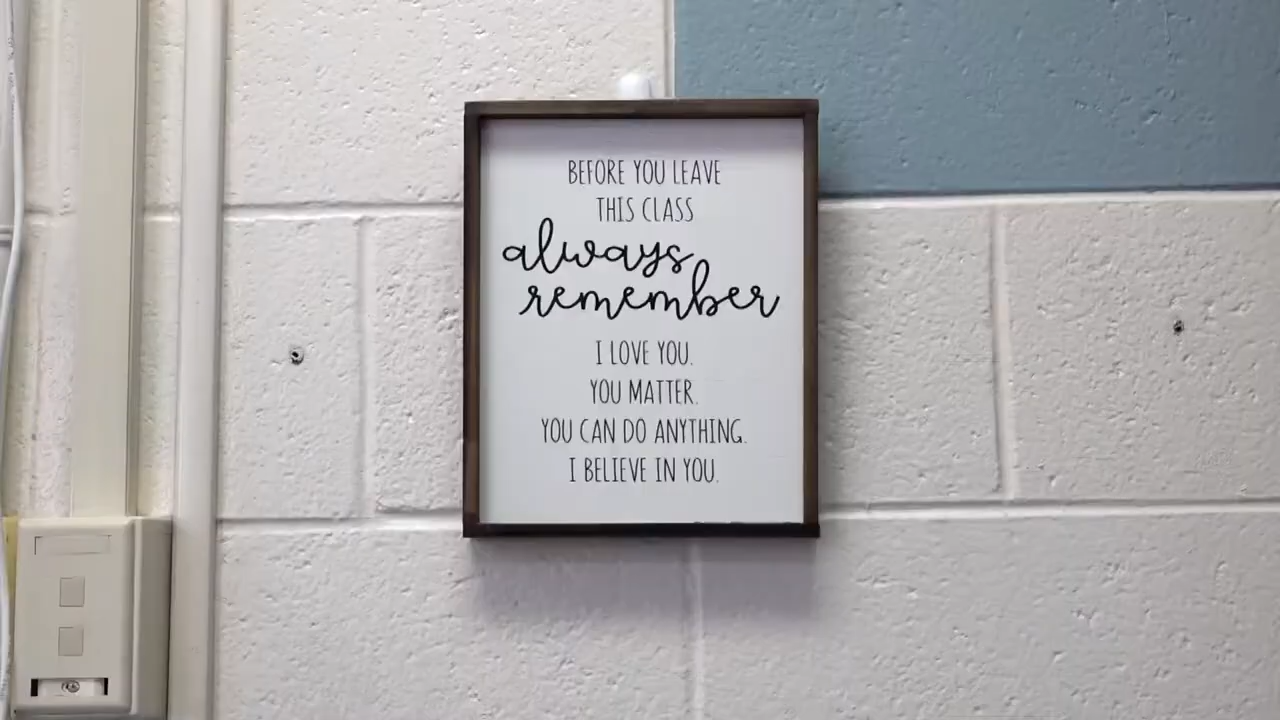 BEFORE YOU LEAVE
THIS CLASS
always
remember
I LOVE YOU.
YOU MATTER.
YOU CAN DO ANYTHING.
I BELIEVE IN YOU.